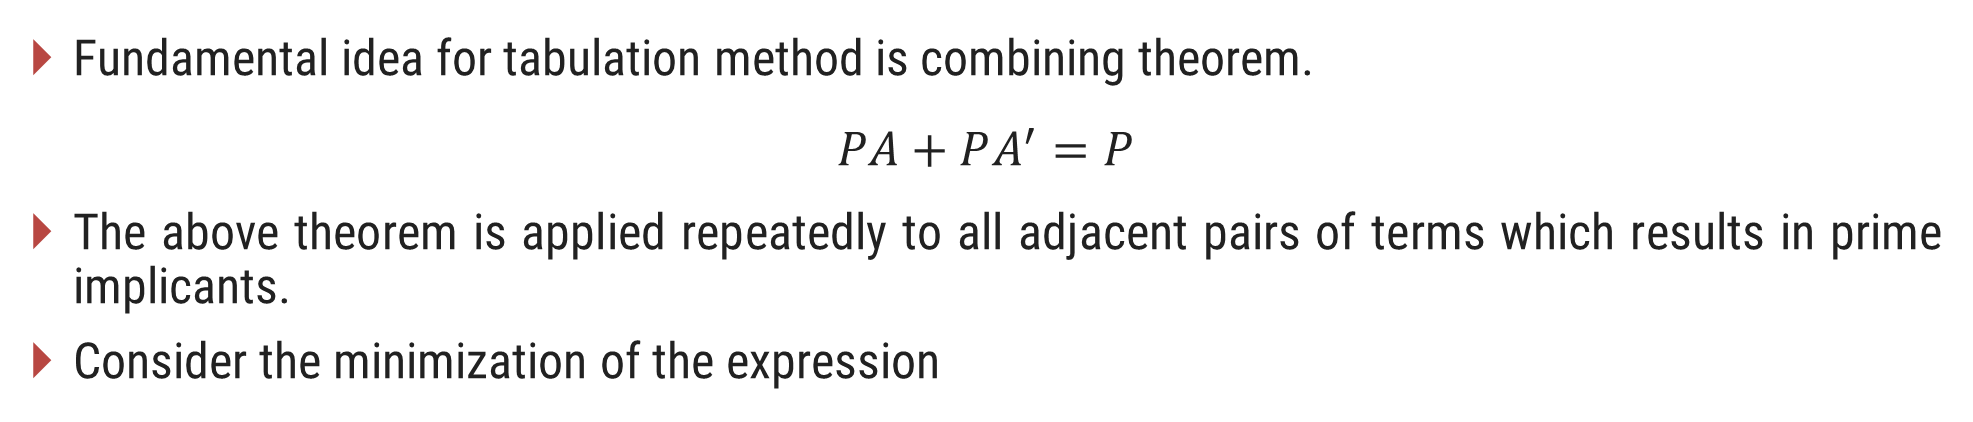 Fundamental idea for tabulation method is combining theorem.
PA + PA′ = P
The above theorem is applied repeatedly to all adjacent pairs of terms which results in prime
implicants.
Consider the minimization of the expression